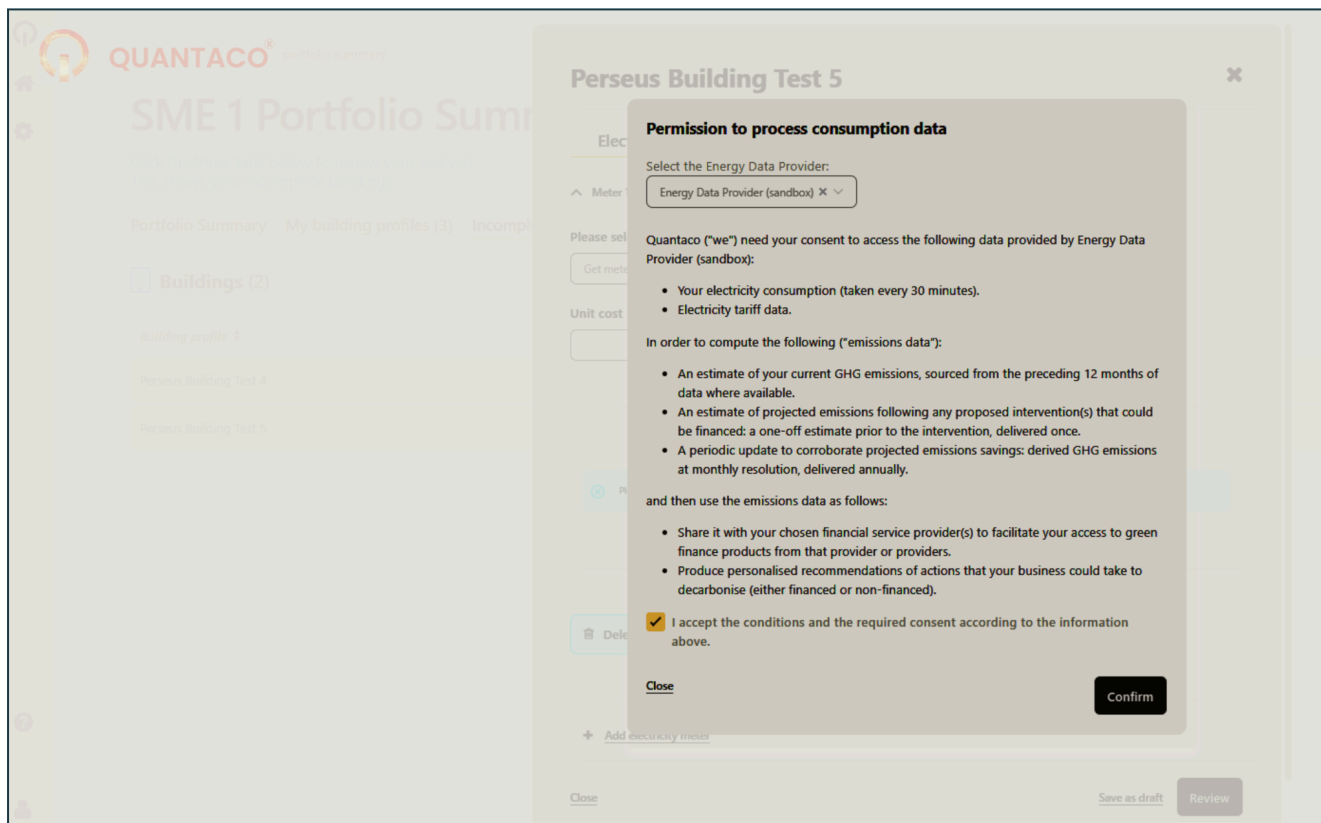 QUANTACO®
SME 1 Portfolio Summ
Portfolio Summary My building profiles (3) Incompl
Buildings (2)
Building profile
Perseus Building Test 4
Perseus Building Test 5
Perseus Building Test 5
Elec
Meter
Please sel
Get mete
Unit cost
Dele
Add electricity meter
Close
Save as draft
Review
Permission to process consumption data
Select the Energy Data Provider:
Energy Data Provider (sandbox)
Quantaco ("we") need your consent to access the following data provided by Energy Data
Provider (sandbox):
• Your electricity consumption (taken every 30 minutes).
• Electricity tariff data.
In order to compute the following ("emissions data"):
• An estimate of your current GHG emissions, sourced from the preceding 12 months of
data where available.
• An estimate of projected emissions following any proposed intervention(s) that could
be financed: a one-off estimate prior to the intervention, delivered once.
• A periodic update to corroborate projected emissions savings: derived GHG emissions
at monthly resolution, delivered annually.
and then use the emissions data as follows:
• Share it with your chosen financial service provider(s) to facilitate your access to green
finance products from that provider or providers.
• Produce personalised recommendations of actions that your business could take to
decarbonise (either financed or non-financed).
I accept the conditions and the required consent according to the information
above.
Close
Confirm